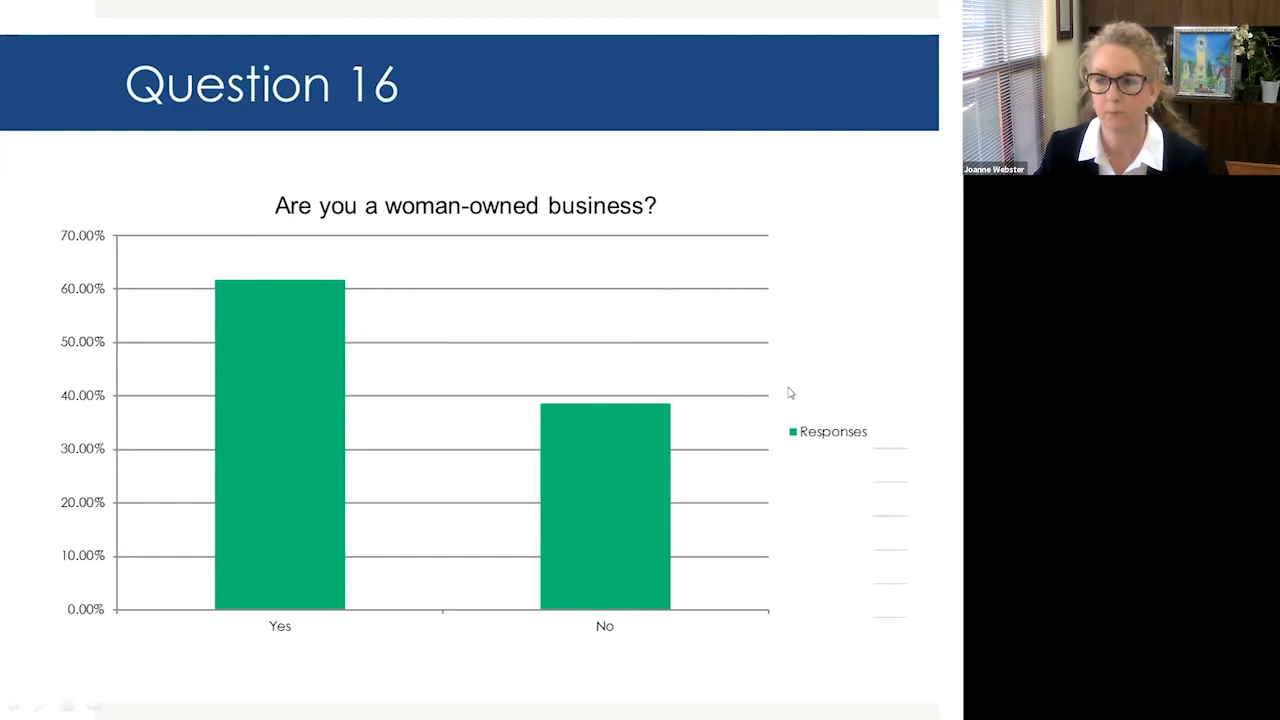 Question 16
Are you a woman-owned business?
70.00%
60.00%
50.00%
40.00%
30.00%
20.00%
10.00%
0.00%
Yes
No
Responses
Joanne Webster